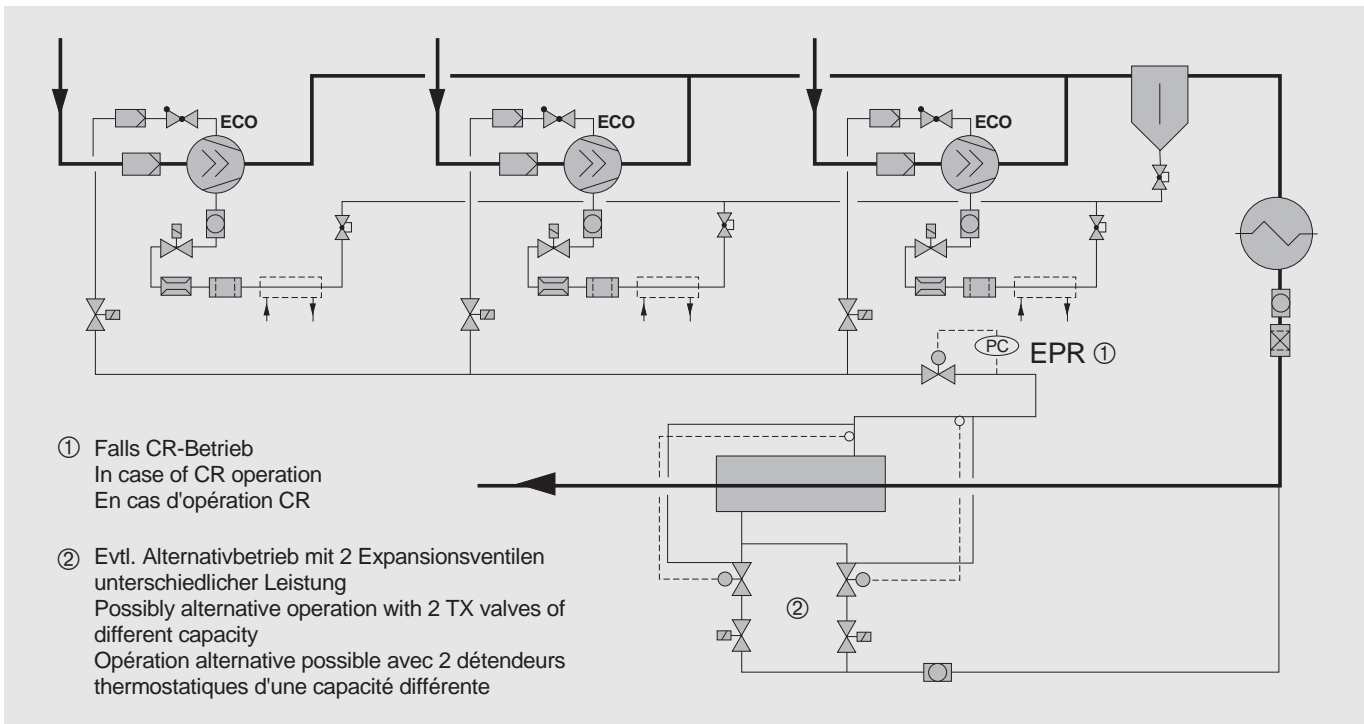 ECO
ECO
ECO
PC
EPR ①
① Falls CR-Betrieb
In case of CR operation
En cas d'opération CR
② Evtl. Alternativbetrieb mit 2 Expansionsventilen
unterschiedlicher Leistung
Possibly alternative operation with 2 TX valves of
different capacity
Opération alternative possible avec 2 détendeurs
thermostatiques d'une capacité différente
②